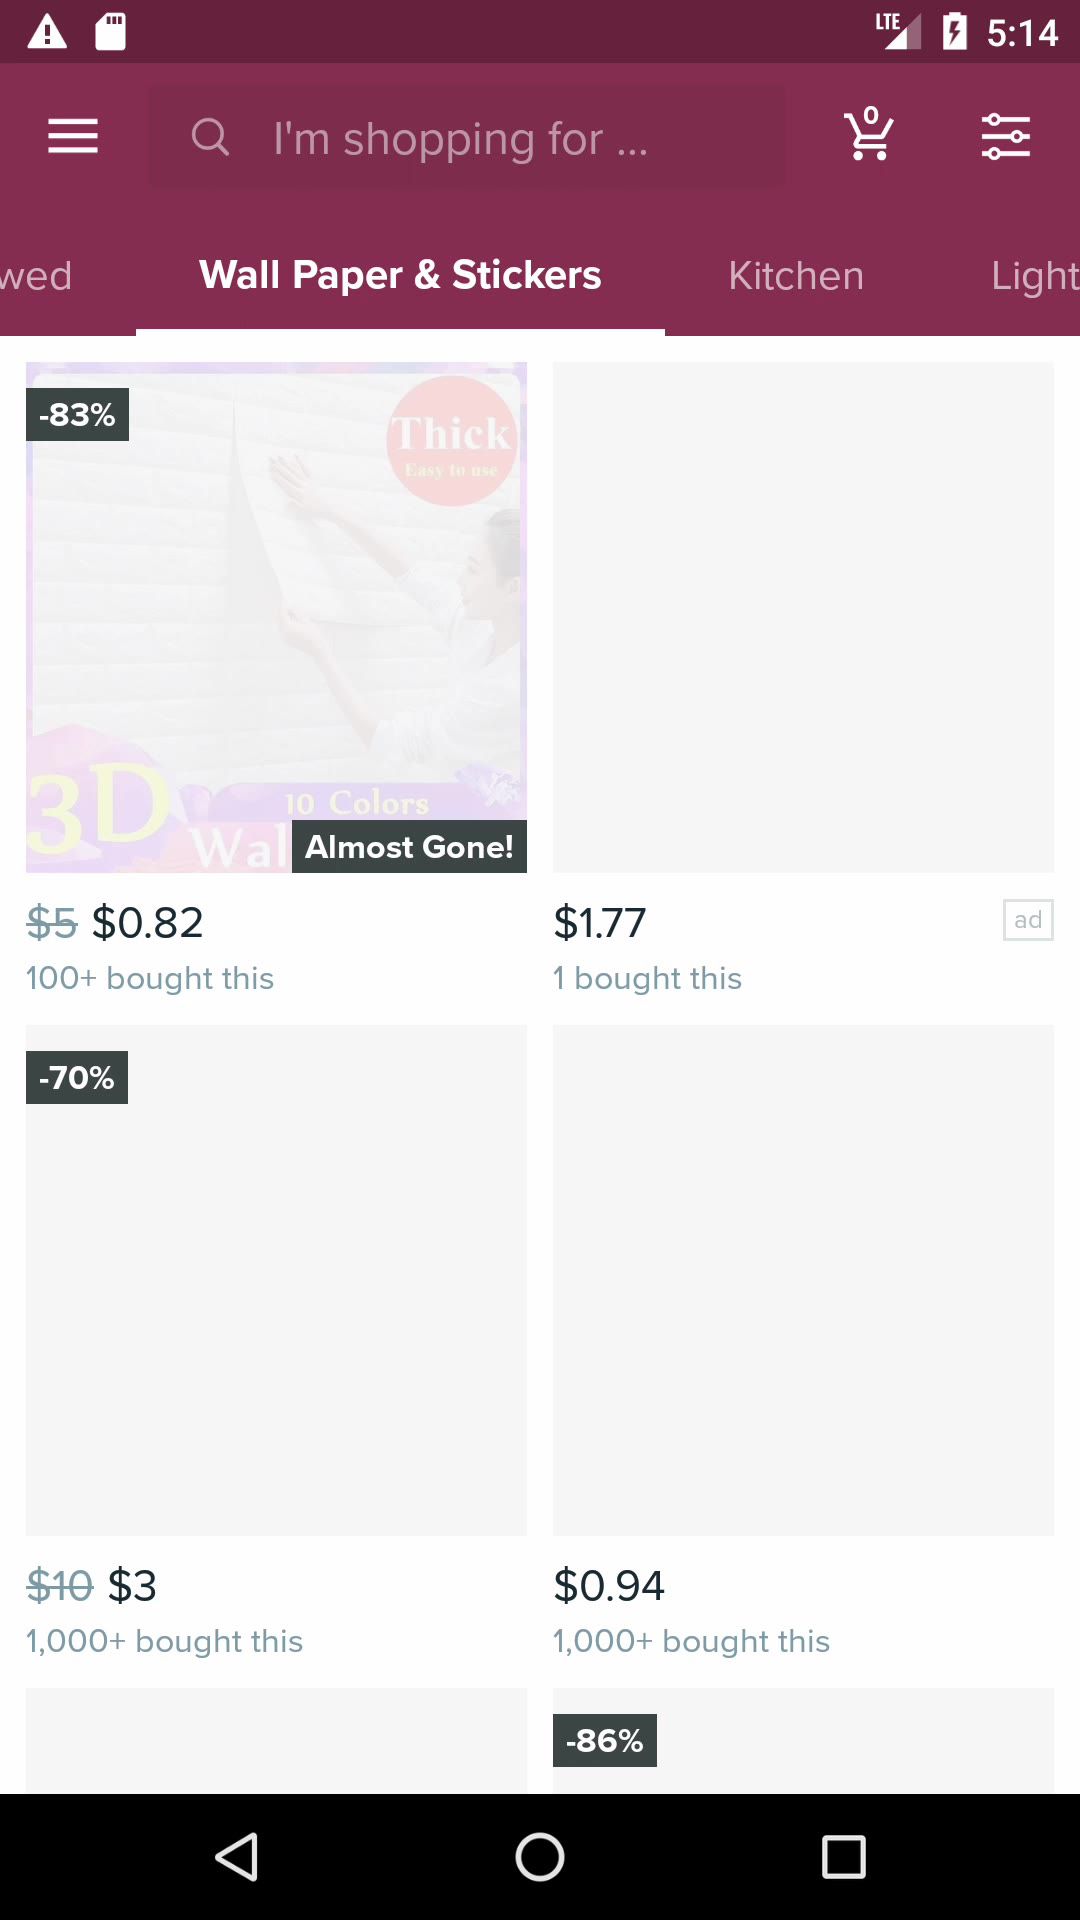 LTE 5:14
I'm shopping for ...
0
wed Wall Paper & Stickers Kitchen Light
-83%
Thick
Easy to use
3D
10 Colors
Wal
Almost Gone!
$5 $0.82
100+ bought this
$1.77
ad
1 bought this
-70%
$10 $3
1,000+ bought this
$0.94
1,000+ bought this
-86%